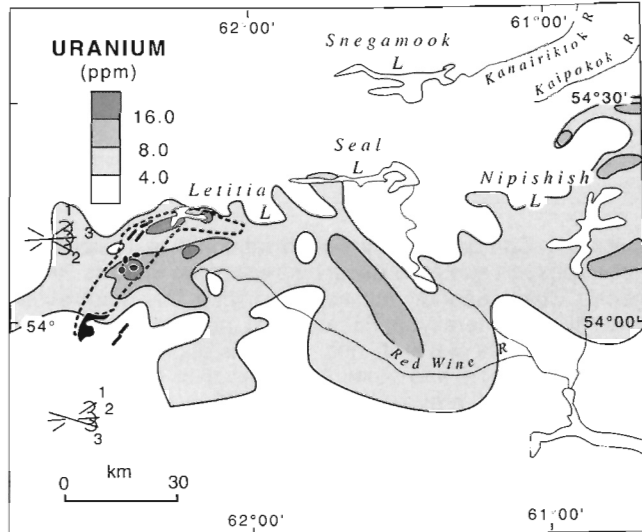 62°00'
61°00'
URANIUM
(ppm)
16.0
8.0
4.0
Snegamook
L
Kanairiktok R
Kaipokok R
54°30'
Seal
L
Nipishish
L
Letitia
L
1
3
2
54°
54°00'
Red Wine R
1
2
3
km
0 30
62°00'
61°00'